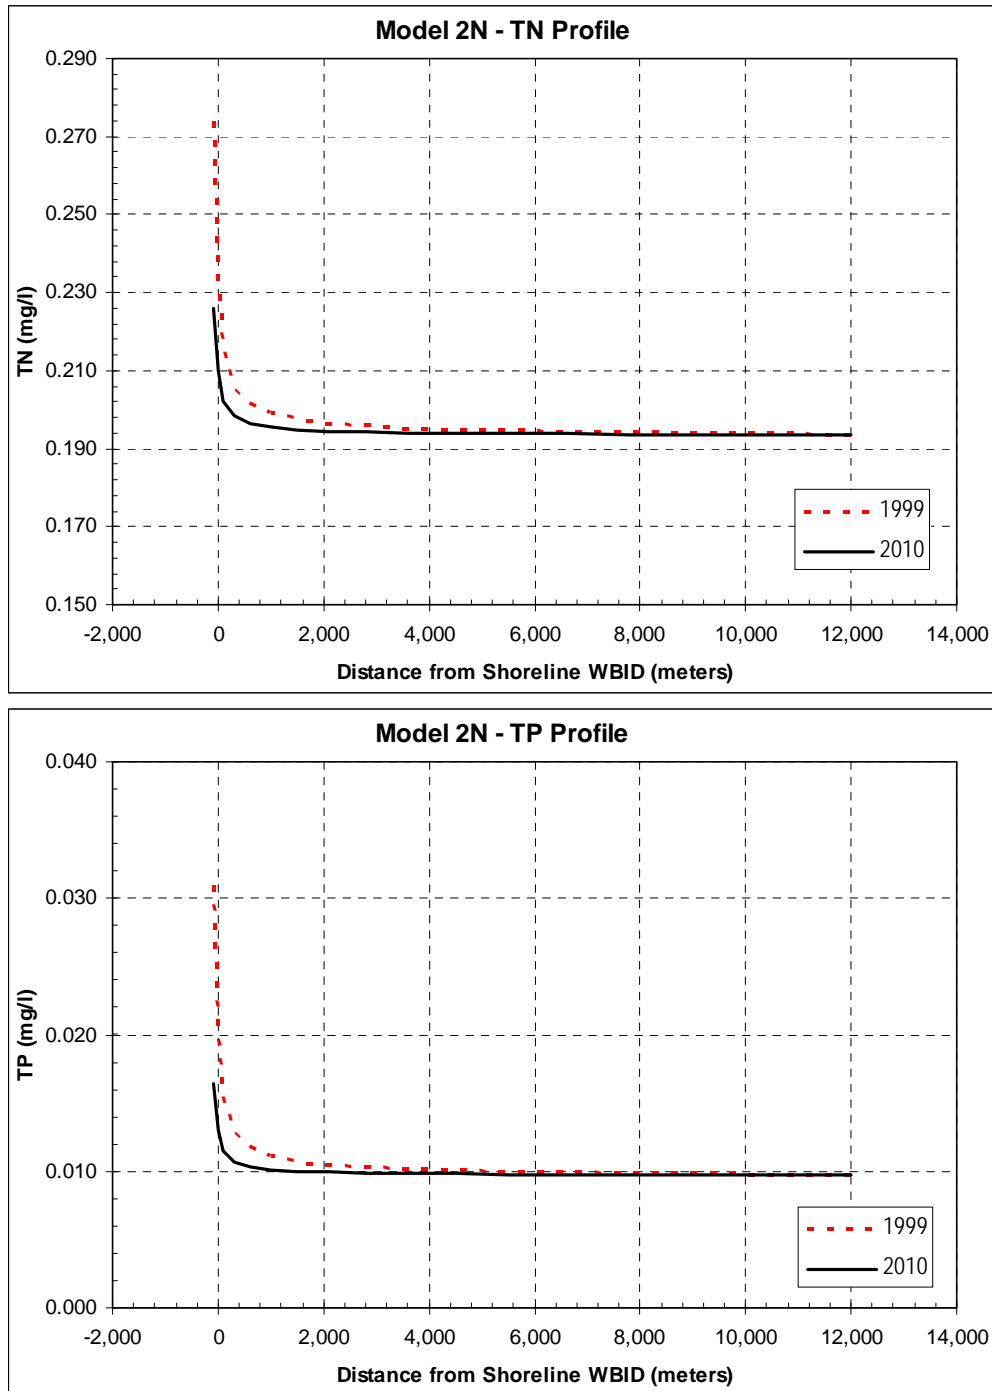 Model 2N - TN Profile
0.290
0.270
0.250
0.230
0.210
0.190
0.170
0.150
TN (mg/l)
1999
2010
-2,000 0 2,000 4,000 6,000 8,000 10,000 12,000 14,000
Distance from Shoreline WBID (meters)
Model 2N - TP Profile
0.040
0.030
0.020
0.010
0.000
TP (mg/l)
1999
2010
-2,000 0 2,000 4,000 6,000 8,000 10,000 12,000 14,000
Distance from Shoreline WBID (meters)